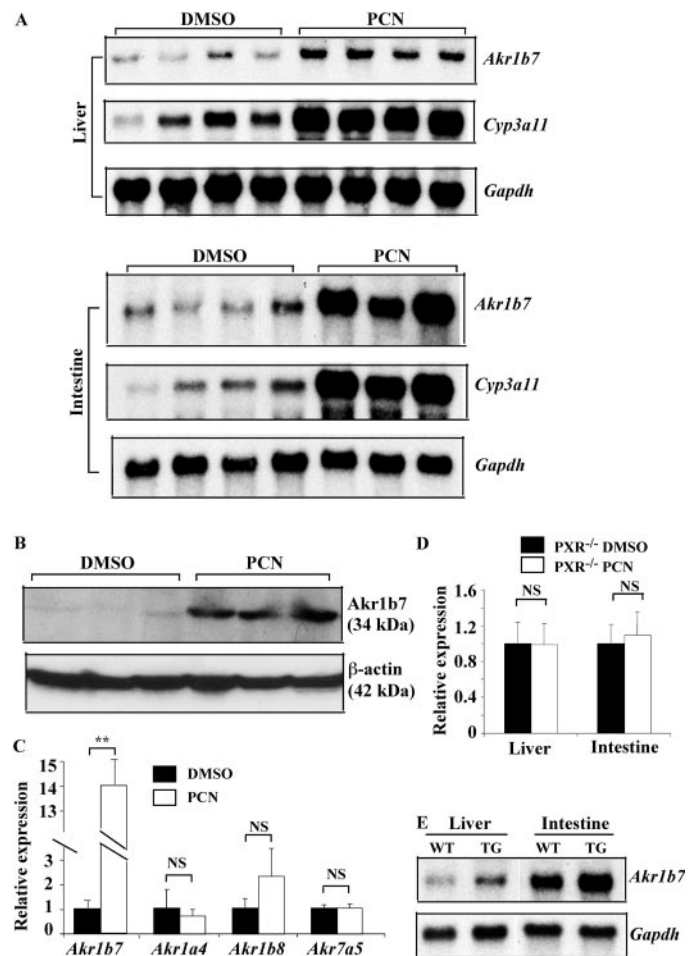 A
DMSO PCN
Akr1b7
Liver
Cyp3a11
Gapdh
DMSO PCN
Akr1b7
Intestine
Cyp3a11
Gapdh
B
DMSO PCN
Akr1b7
(34 kDa)
β-actin
(42 kDa)
C
Relative expression
15
14
13
2
1
0
**
DMSO
PCN
NS
NS
NS
Akr1b7 Akr1a4 Akr1b8 Akr7a5
D
PXR-/- DMSO
PXR-/- PCN
Relative expression
1.6
1.2
0.8
0.4
0
NS
NS
Liver Intestine
E
Liver Intestine
WT TG WT TG
Akr1b7
Gapdh